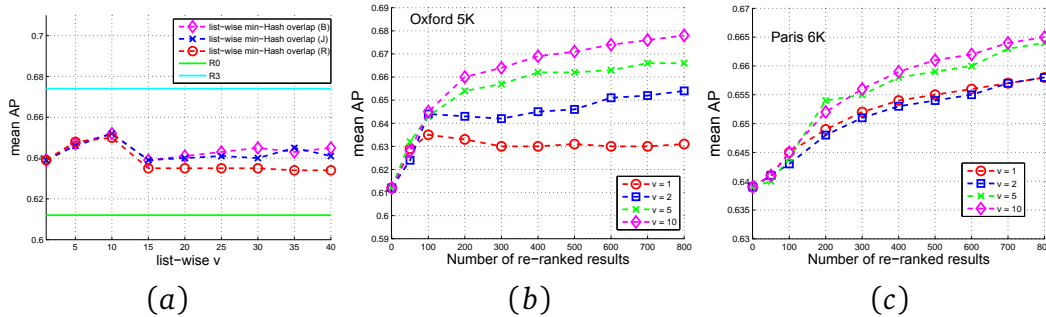 0.7
0.68
0.66
0.64
0.62
0.6
mean AP
5 10 15 20 25 30 35 40
list-wise v
list-wise min-Hash overlap (B)
list-wise min-Hash overlap (J)
list-wise min-Hash overlap (R)
R0
R3
(a)
Oxford 5K
0.69
0.68
0.67
0.66
0.65
0.64
0.63
0.62
0.61
0.6
0.59
mean AP
0 100 200 300 400 500 600 700 800
Number of re-ranked results
v = 1
v = 2
v = 5
v = 10
(b)
Paris 6K
0.665
0.66
0.655
0.65
0.645
0.64
0.635
0.63
mean AP
0 100 200 300 400 500 600 700
Number of re-ranked results
v = 1
v = 2
v = 5
v = 10
(c)